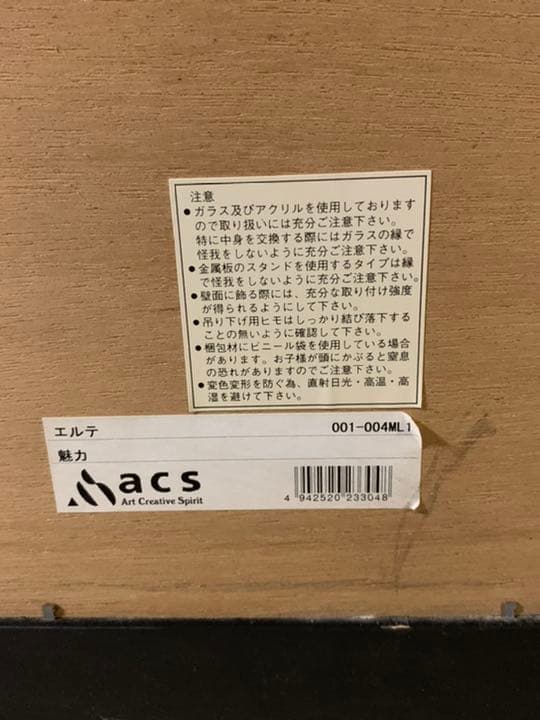 注意
●ガラス及びアクリルを使用しております
ので取り扱いには充分ご注意下さい。
特に中身を交換する際にはガラスの縁で
怪我をしないように充分ご注意下さい。
●金属板のスタンドを使用するタイプは縁
で怪我をしないように充分ご注意下さい。
●壁面に飾る際には、充分な取り付け強度
が得られるようにして下さい。
●吊り下げ用ヒモはしっかり結び落下する
ことの無いように確認して下さい。
●梱包材にビニール袋を使用している場合
があります。お子様が頭にかぶると窒息
の恐れがありますのでご注意下さい。
●変色変形を防ぐ為、直射日光・高温・高
湿を避けて下さい。
エルテ 001-004ML1
魅力
acs
Art Creative Spirit
4 942520 233048